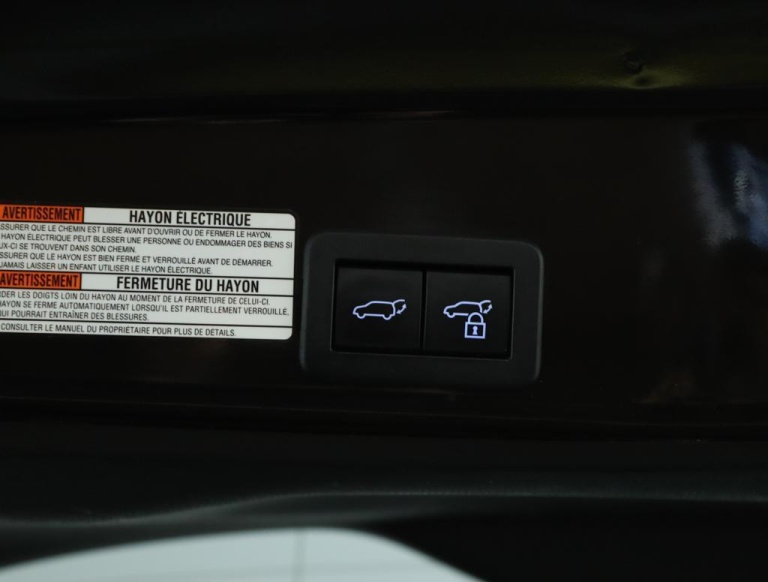 AVERTISSEMENT HAYON ÉLECTRIQUE
ASSURER QUE LE CHEMIN EST LIBRE AVANT D'OUVRIR OU DE FERMER LE HAYON.
HAYON ÉLECTRIQUE PEUT BLESSER UNE PERSONNE OU ENDOMMAGER DES BIENS SI
UX-CI SE TROUVENT DANS SON CHEMIN.
SSURER QUE LE HAYON EST BIEN FERMÉ ET VERROUILLÉ AVANT DE DÉMARRER.
JAMAIS LAISSER UN ENFANT UTILISER LE HAYON ÉLECTRIQUE.
AVERTISSEMENT FERMETURE DU HAYON
DER LES DOIGTS LOIN DU HAYON AU MOMENT DE LA FERMETURE DE CELUI-CI.
HAYON SE FERME AUTOMATIQUEMENT LORSQU'IL EST PARTIELLEMENT VERROUILLÉ,
QUI POURRAIT ENTRAÎNER DES BLESSURES.
CONSULTER LE MANUEL DU PROPRIÉTAIRE POUR PLUS DE DÉTAILS.